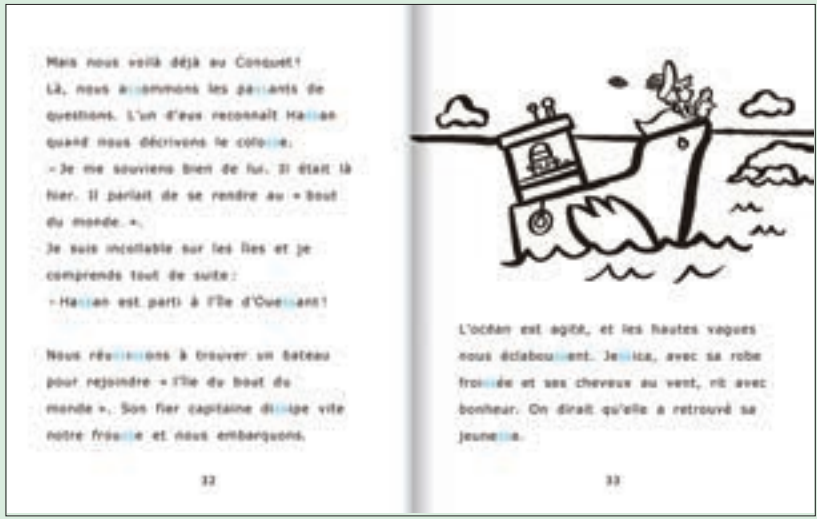 Mais nous voilà déjà au Conquet !
Là, nous assommons les passants de
questions. L'un d'eux reconnaît Hassan
quand nous décrivons le colosse.
– Je me souviens bien de lui. Il était là
hier. Il parlait de se rendre au « bout
du monde. ».
Je suis incollable sur les îles et je
comprends tout de suite :
– Hassan est parti à l'île d'Ouessant !
Nous réussissons à trouver un bateau
pour rejoindre « l'île du bout du
monde ». Son fier capitaine dissipe vite
notre frousse et nous embarquons.
32
L'océan est agité, et les hautes vagues
nous éclaboussent. Jessica, avec sa robe
froissée et ses cheveux au vent, rit avec
bonheur. On dirait qu'elle a retrouvé sa
jeunesse.
33